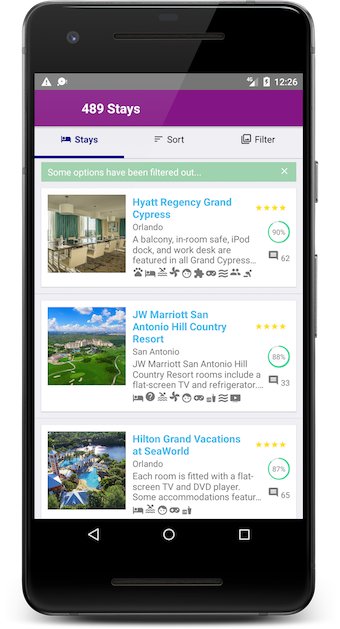 4G 12:26
489 Stays
Stays Sort Filter
Some options have been filtered out... ✕
Hyatt Regency Grand
Cypress
Orlando
A balcony, in-room safe, iPod
dock, and work desk are
featured in all Grand Cypress...
90%
62
JW Marriott San
Antonio Hill Country
Resort
San Antonio
JW Marriott Resort rooms include a
flat-screen TV and refrigerator....
88%
33
Hilton Grand Vacations
at SeaWorld
Orlando
Each room is fitted with a flat-
screen TV and DVD player.
Some accommodations featur...
87%
65